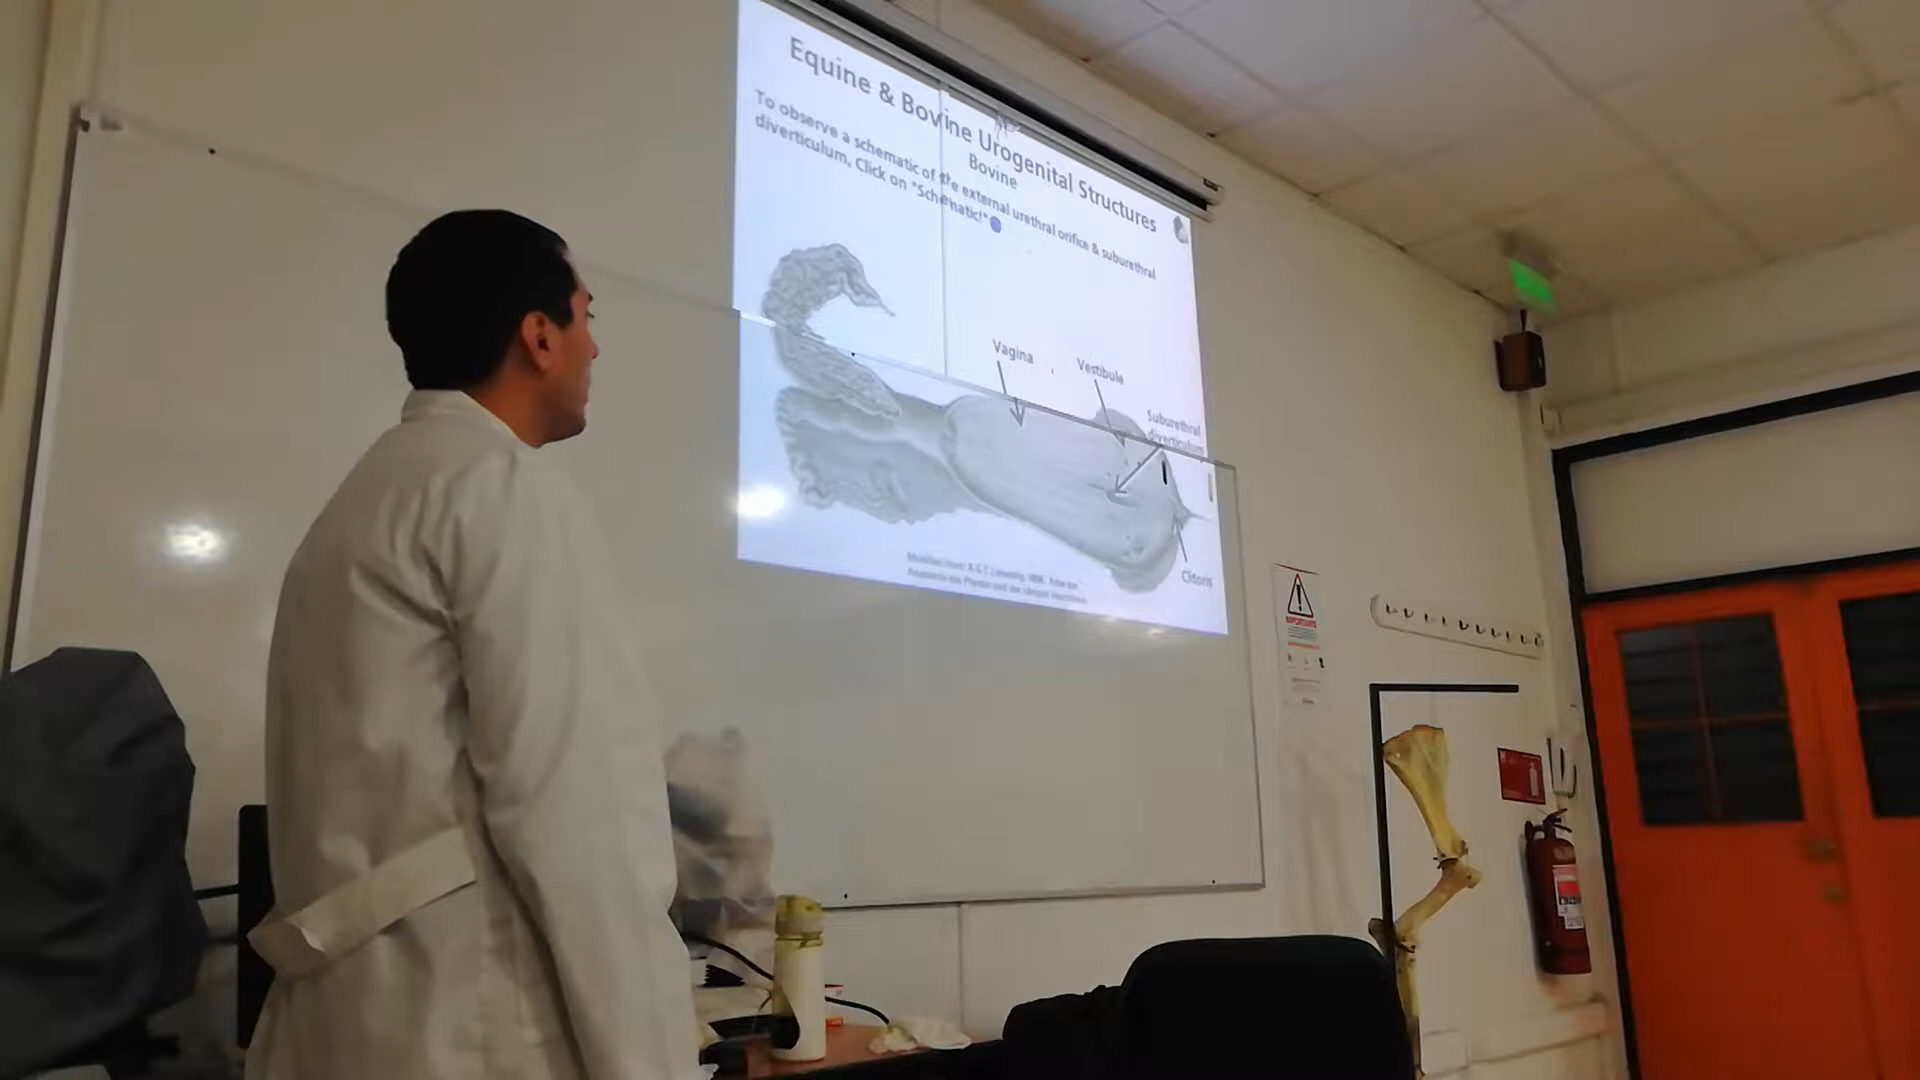 Equine & Bovine Urogenital Structures
Bovine
To observe a schematic of the external urethral orifice & suburethral
diverticulum, Click on "Schematic!"
Vagina
Vestibule
Suburethral
diverticulum
Clitoris
IMPORTANTE